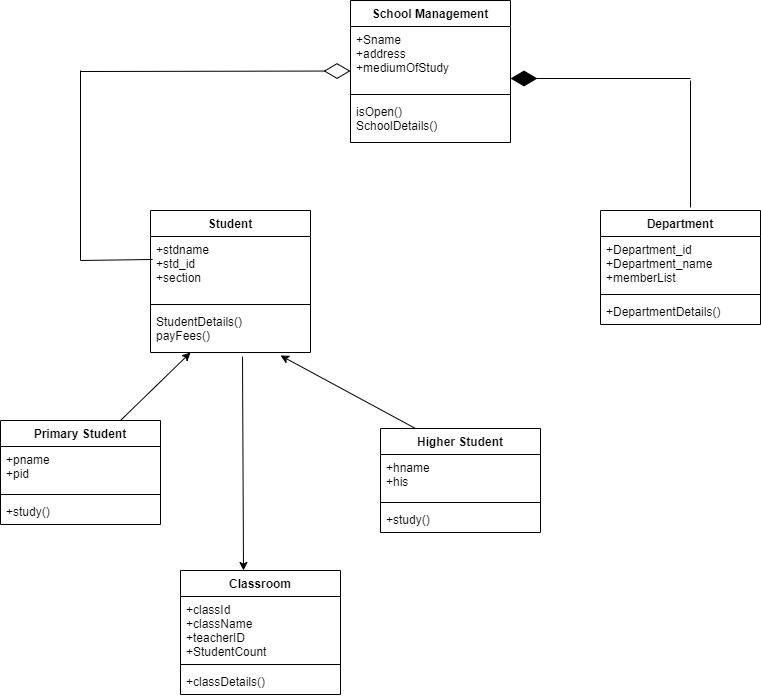 School Management
+Sname
+address
+mediumOfStudy
isOpen()
SchoolDetails()
Student
+stdname
+std_id
+section
StudentDetails()
payFees()
Department
+Department_id
+Department_name
+memberList
+DepartmentDetails()
Primary Student
+pname
+pid
+study()
Higher Student
+hname
+his
+study()
Classroom
+classId
+className
+teacherID
+StudentCount
+classDetails()